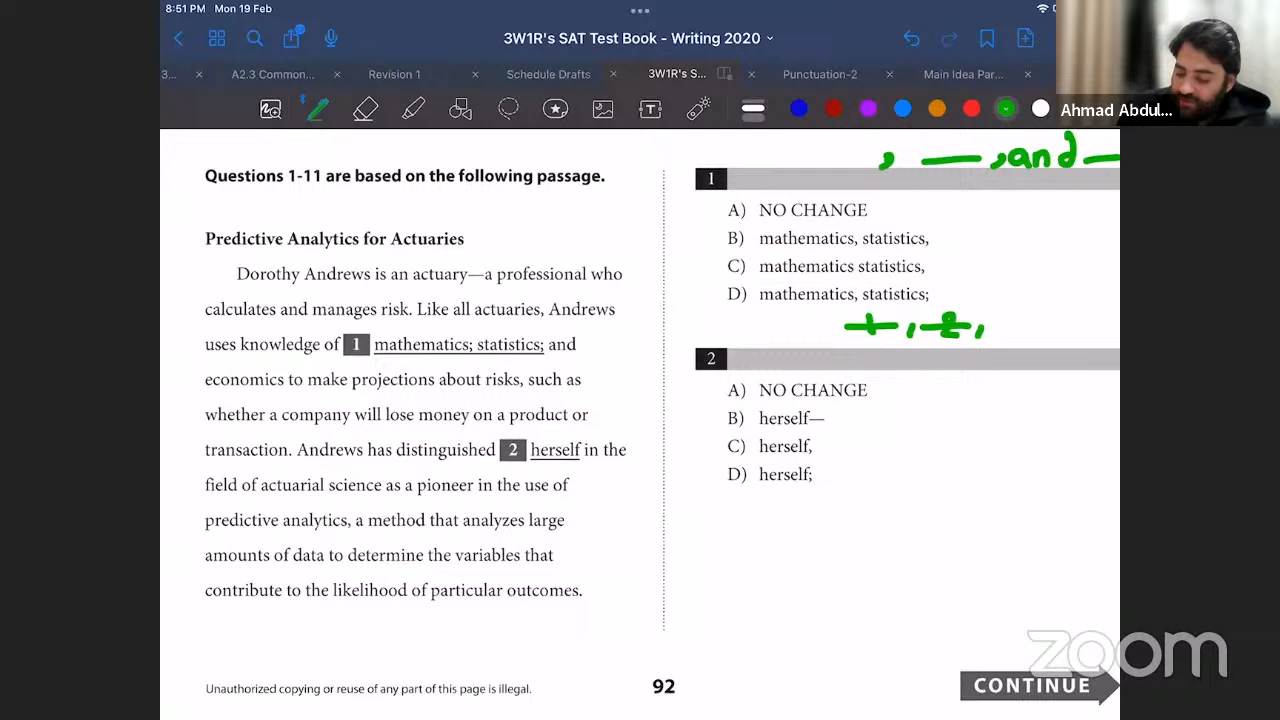 8:51 PM Mon 19 Feb
3W1R's SAT Test Book - Writing 2020
3...
A2.3 Common...
Revision 1
Schedule Drafts
3W1R's S...
Punctuation-2
Main Idea Par...
Ahmad Abdul...
, — , and —
Questions 1-11 are based on the following passage.
Predictive Analytics for Actuaries
Dorothy Andrews is an actuary—a professional who
calculates and manages risk. Like all actuaries, Andrews
uses knowledge of 1 mathematics; statistics; and
economics to make projections about risks, such as
whether a company will lose money on a product or
transaction. Andrews has distinguished 2 herself in the
field of actuarial science as a pioneer in the use of
predictive analytics, a method that analyzes large
amounts of data to determine the variables that
contribute to the likelihood of particular outcomes.
1
A) NO CHANGE
B) mathematics, statistics,
C) mathematics statistics,
D) mathematics, statistics;
2
A) NO CHANGE
B) herself—
C) herself,
D) herself;
Unauthorized copying or reuse of any part of this page is illegal.
92
CONTINUE
zoom